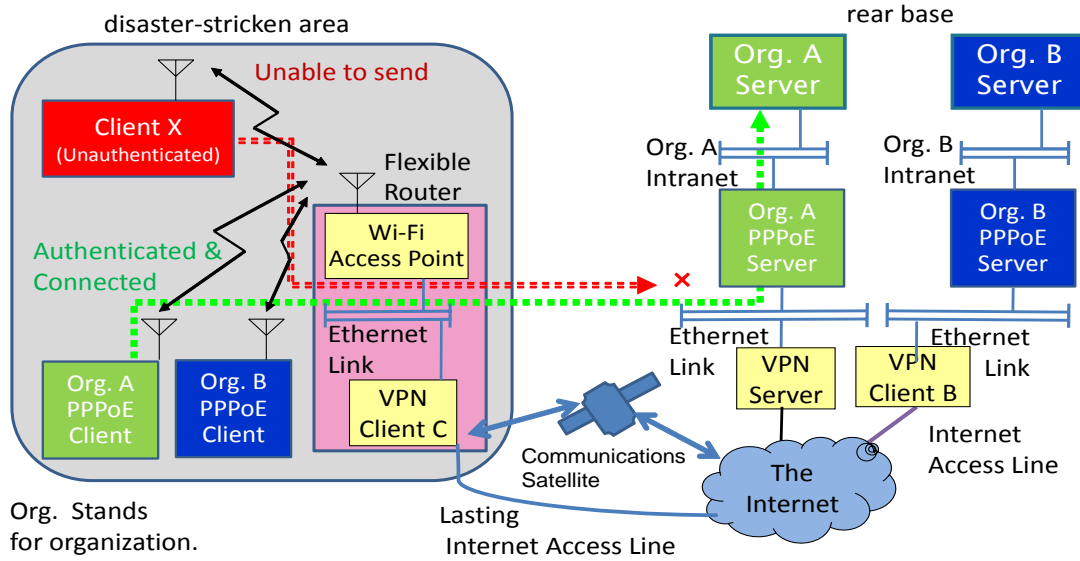 disaster-stricken area
rear base
Unable to send
Client X
(Unauthenticated)
Flexible
Router
Wi-Fi
Access Point
Authenticated &
Connected
Ethernet
Link
Org. A
PPPoE
Client
Org. B
PPPoE
Client
VPN
Client C
Org. A
Server
Org. B
Server
Org. A
Intranet
Org. B
Intranet
Org. A
PPPoE
Server
Org. B
PPPoE
Server
×
Ethernet
Link
Ethernet
Link
VPN
Server
VPN
Client B
Communications
Satellite
The
Internet
Internet
Access Line
Lasting
Internet Access Line
Org. Stands
for organization.